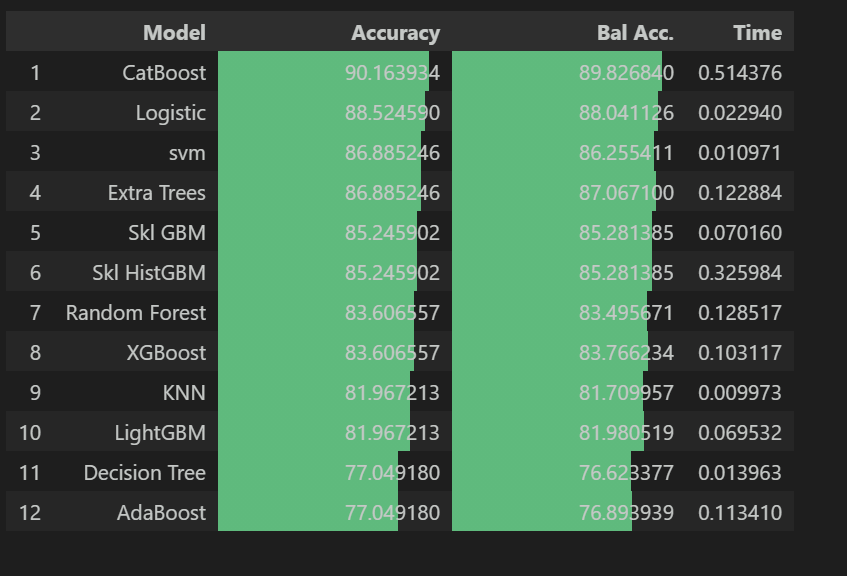 Model Accuracy Bal Acc. Time
1 CatBoost 90.163934 89.826840 0.514376
2 Logistic 88.524590 88.041126 0.022940
3 svm 86.885246 86.255411 0.010971
4 Extra Trees 86.885246 87.067100 0.122884
5 Skl GBM 85.245902 85.281385 0.070160
6 Skl HistGBM 85.245902 85.281385 0.325984
7 Random Forest 83.606557 83.495671 0.128517
8 XGBoost 83.606557 83.766234 0.103117
9 KNN 81.967213 81.709957 0.009973
10 LightGBM 81.967213 81.980519 0.069532
11 Decision Tree 77.049180 76.623377 0.013963
12 AdaBoost 77.049180 76.893939 0.113410